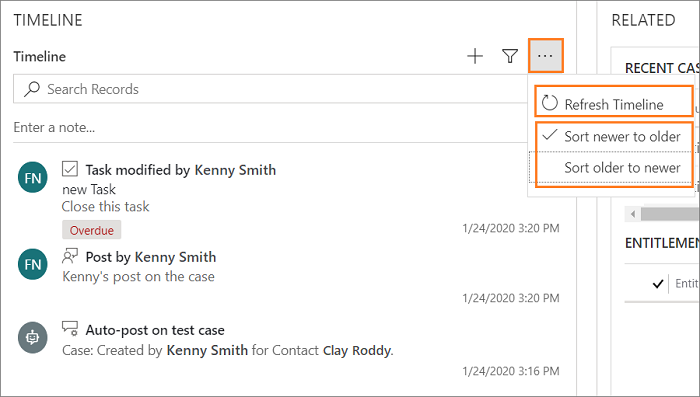 TIMELINE
RELATED
Timeline
...
RECENT CAS
Search Records
Refresh Timeline
Enter a note...
Sort newer to older
Sort older to newer
FN
Task modified by Kenny Smith
new Task
Close this task
Overdue
1/24/2020 3:20 PM
ENTITLEMEN
FN
Post by Kenny Smith
Kenny's post on the case
Entit
1/24/2020 3:20 PM
Auto-post on test case
Case: Created by Kenny Smith for Contact Clay Roddy.
1/24/2020 3:16 PM